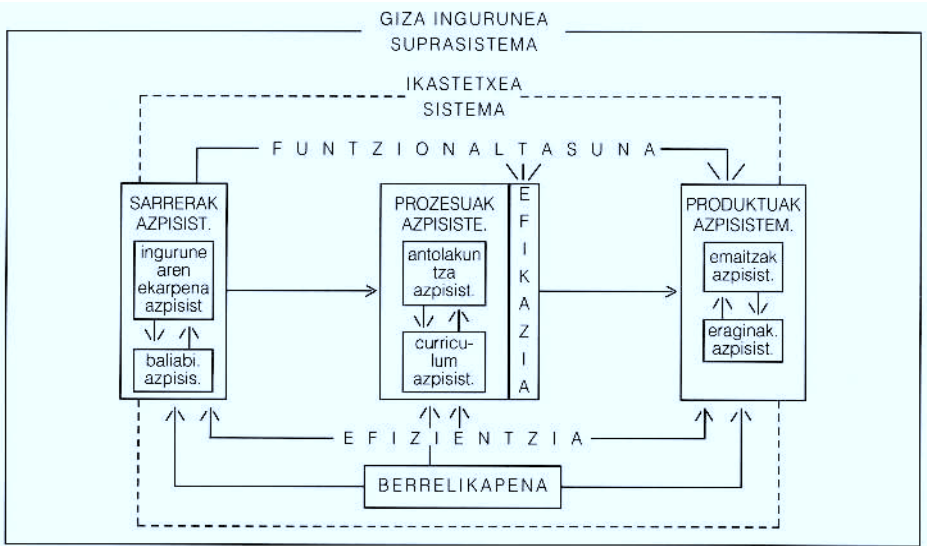 GIZA INGURUNEA
SUPRASISTEMA
IKASTETXEA
SISTEMA
FUNTZIONALTASUNA
SARRERAK
AZPISIST.
ingurune
aren
ekarpena
azpisist
baliabi.
azpisis.
PROZESUAK
AZPISISTE.
antolakun
tza
azpisist.
curricu-
lum
azpisist.
EFIKAZIA
PRODUKTUAK
AZPISISTEM.
emaitzak
azpisist.
eraginak.
azpisist.
EFIZIENTZIA
BERRELIKAPENA